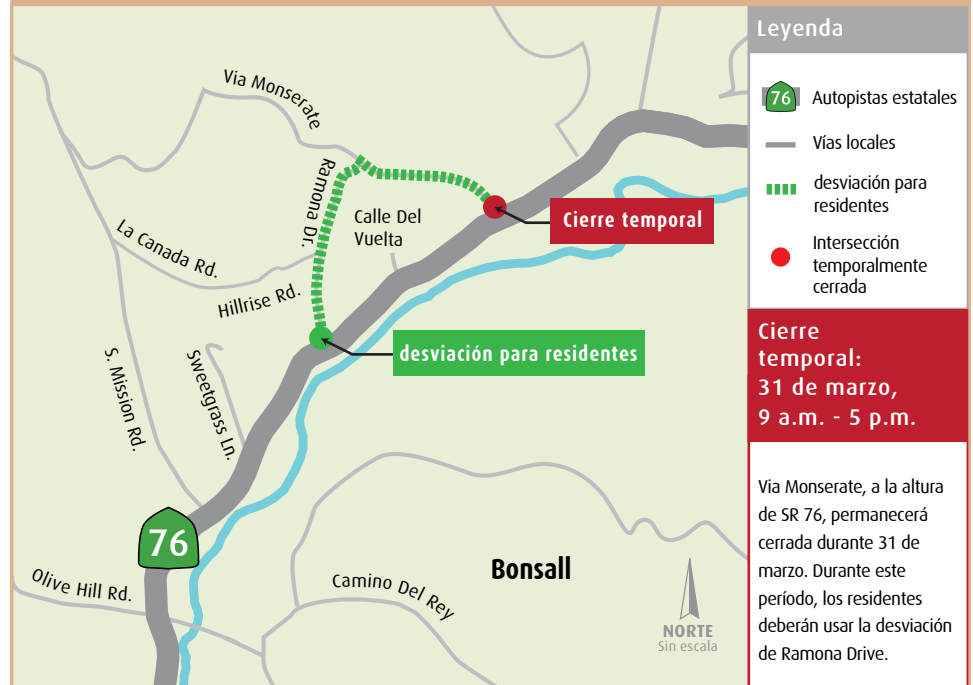 Via Monserate
Ramona Dr.
Calle Del
Vuelta
Cierre temporal
La Canada Rd.
Hillrise Rd.
desviación para residentes
S. Mission Rd.
Sweetgrass Ln.
76
Olive Hill Rd.
Camino Del Rey
Bonsall
NORTE
Sin escala
Leyenda
76
Autopistas estatales
Vías locales
desviación para
residentes
Intersección
temporalmente
cerrada
Cierre
temporal:
31 de marzo,
9 a.m. - 5 p.m.
Via Monserate, a la altura
de SR 76, permanecerá
cerrada durante 31 de
marzo. Durante este
período, los residentes
deberán usar la desviación
de Ramona Drive.